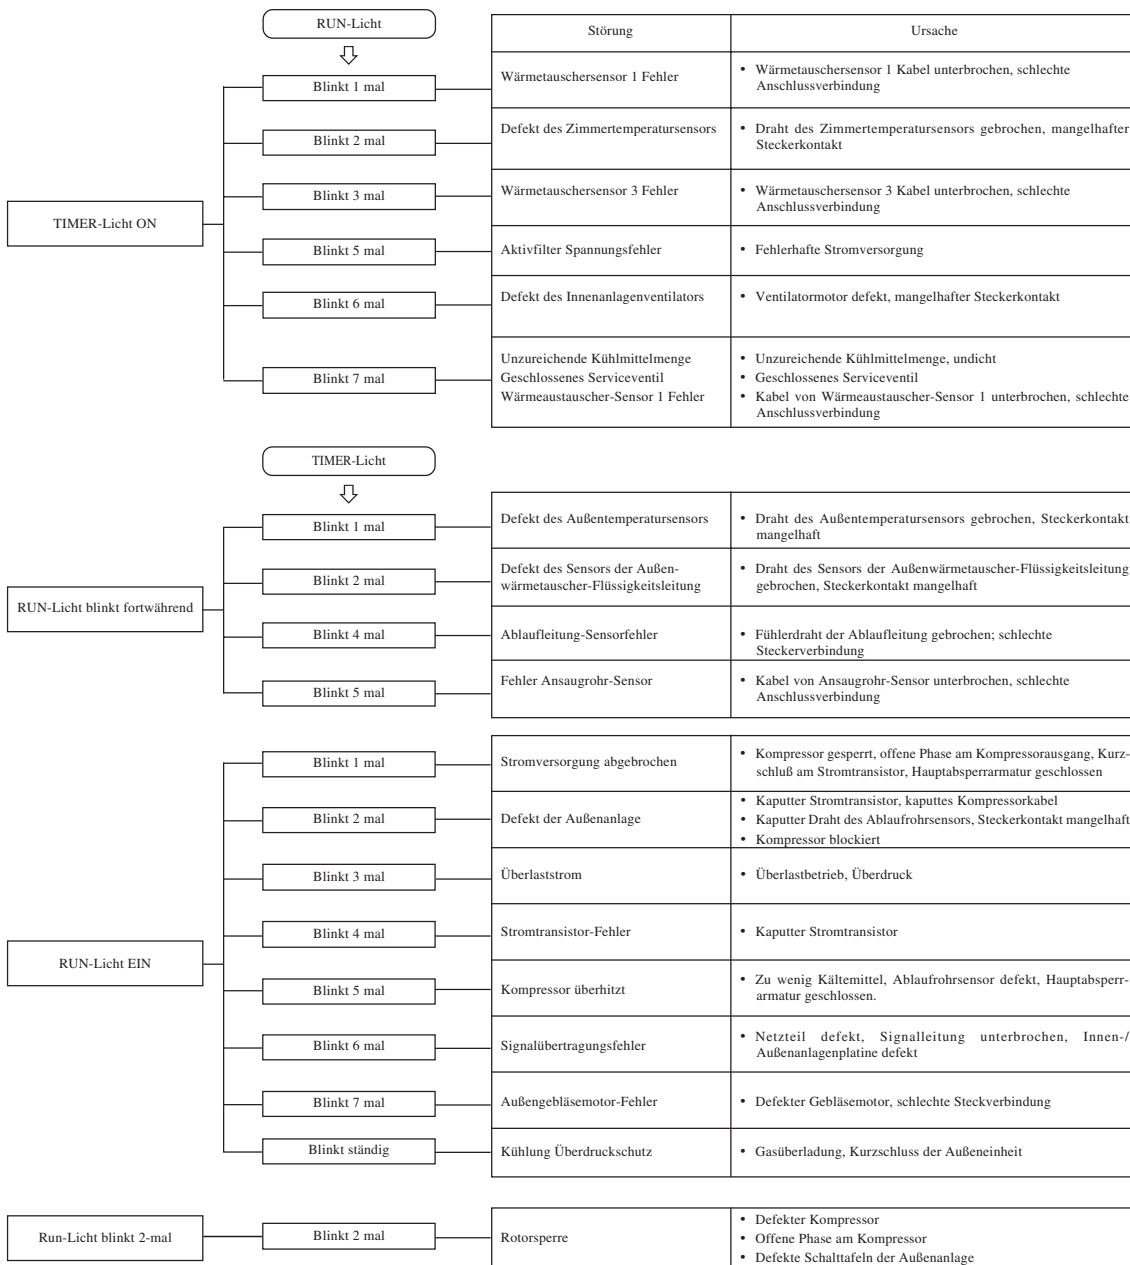 RUN-Licht
Störung
Ursache
TIMER-Licht ON
Blinkt 1 mal
Wärmetauschersensor 1 Fehler
• Wärmetauschersensor 1 Kabel unterbrochen, schlechte
Anschlussverbindung
Blinkt 2 mal
Defekt des Zimmertemperatursensors
• Draht des Zimmertemperatursensors gebrochen, mangelhafter
Steckerkontakt
Blinkt 3 mal
Wärmetauschersensor 3 Fehler
• Wärmetauschersensor 3 Kabel unterbrochen, schlechte
Anschlussverbindung
Blinkt 5 mal
Aktivfilter Spannungsfehler
• Fehlerhafte Stromversorgung
Blinkt 6 mal
Defekt des Innenanlagenventilators
• Ventilatormotor defekt, mangelhafter Steckerkontakt
Blinkt 7 mal
Unzureichende Kühlmittelmenge
Geschlossenes Serviceventil
Wärmeaustauscher-Sensor 1 Fehler
• Unzureichende Kühlmittelmenge, undicht
• Geschlossenes Serviceventil
• Kabel von Wärmeaustauscher-Sensor 1 unterbrochen, schlechte
Anschlussverbindung
TIMER-Licht
RUN-Licht blinkt fortwährend
Blinkt 1 mal
Defekt des Außentemperatursensors
• Draht des Außentemperatursensors gebrochen, Steckerkontakt
mangelhaft
Blinkt 2 mal
Defekt des Sensors der Außen-
wärmetauscher-Flüssigkeitsleitung
• Draht des Sensors der Außenwärmetauscher-Flüssigkeitsleitung
gebrochen, Steckerkontakt mangelhaft
Blinkt 4 mal
Ablaufleitung-Sensorfehler
• Fühlerdraht der Ablaufleitung gebrochen; schlechte
Steckerverbindung
Blinkt 5 mal
Fehler Ansaugrohr-Sensor
• Kabel von Ansaugrohr-Sensor unterbrochen, schlechte
Anschlussverbindung
RUN-Licht EIN
Blinkt 1 mal
Stromversorgung abgebrochen
• Kompressor gesperrt, offene Phase am Kompressorausgang, Kurz-
schluß am Stromtransistor, Hauptabsperrarmatur geschlossen
Blinkt 2 mal
Defekt der Außenanlage
• Kaputter Stromtransistor, kaputtes Kompressorkabel
• Kaputter Draht des Ablaufrohrsensors, Steckerkontakt mangelhaft
• Kompressor blockiert
Blinkt 3 mal
Überlaststrom
• Überlastbetrieb, Überdruck
Blinkt 4 mal
Stromtransistor-Fehler
• Kaputter Stromtransistor
Blinkt 5 mal
Kompressor überhitzt
• Zu wenig Kältemittel, Ablaufrohrsensor defekt, Hauptabsperr-
armatur geschlossen.
Blinkt 6 mal
Signalübertragungsfehler
• Netzteil defekt, Signalleitung unterbrochen, Innen-/
Außenanlagenplatine defekt
Blinkt 7 mal
Außengebläsemotor-Fehler
• Defekter Gebläsemotor, schlechte Steckverbindung
Blinkt ständig
Kühlung Überdruckschutz
• Gasüberladung, Kurzschluss der Außeneinheit
Run-Licht blinkt 2-mal
Blinkt 2 mal
Rotorsperre
• Defekter Kompressor
• Offene Phase am Kompressor
• Defekte Schalttafeln der Außenanlage